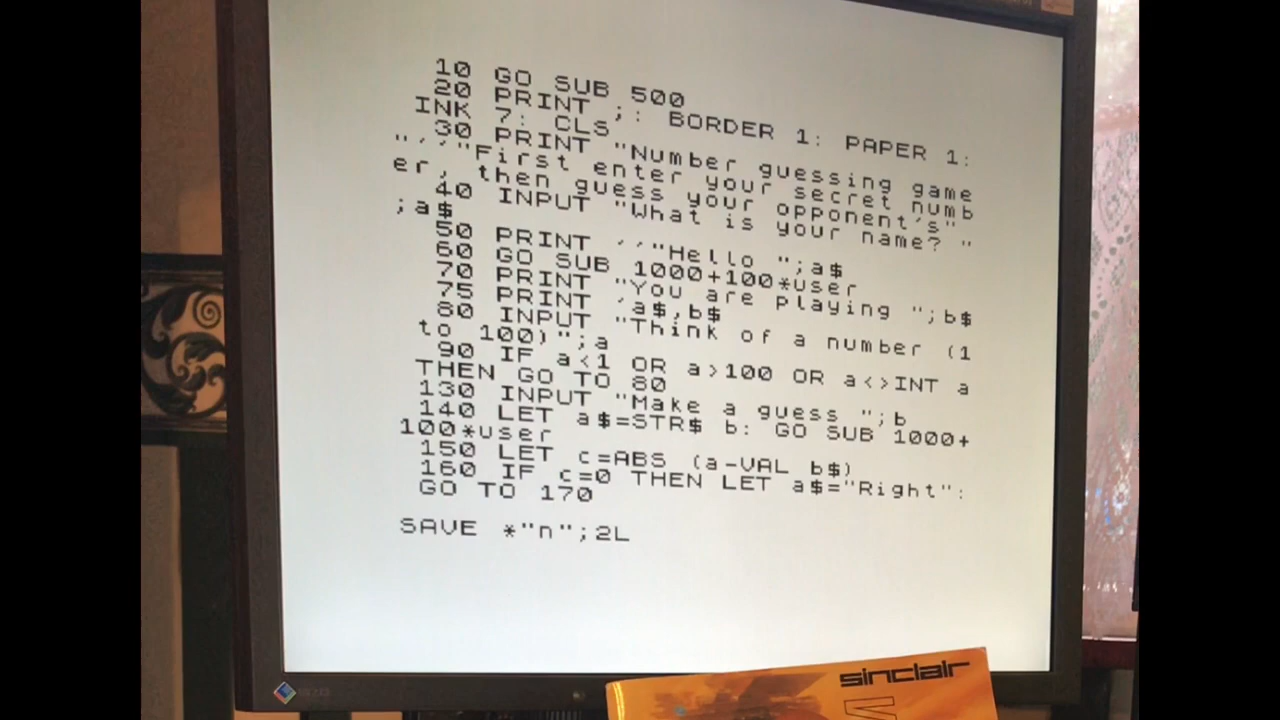 10 GO SUB 500
20 PRINT ;: BORDER 1: PAPER 1:
INK 7: CLS
30 PRINT "Number guessing game
",,,"First enter your secret numb
er, then guess your opponent's"
40 INPUT "What is your name? "
;a$
50 PRINT ''"Hello ";a$
60 GO SUB 1000+100*user
70 PRINT "You are playing ";b$
75 PRINT 'a$,b$
80 INPUT "Think of a number (1
to 100)";a
90 IF a<1 OR a>100 OR a<>INT a
THEN GO TO 80
130 INPUT "Make a guess ";b
140 LET a$=STR$ b: GO SUB 1000+
100*user
150 LET c=ABS (a-VAL b$)
160 IF c=0 THEN LET a$="Right":
GO TO 170
SAVE *"n";2L
sinclair